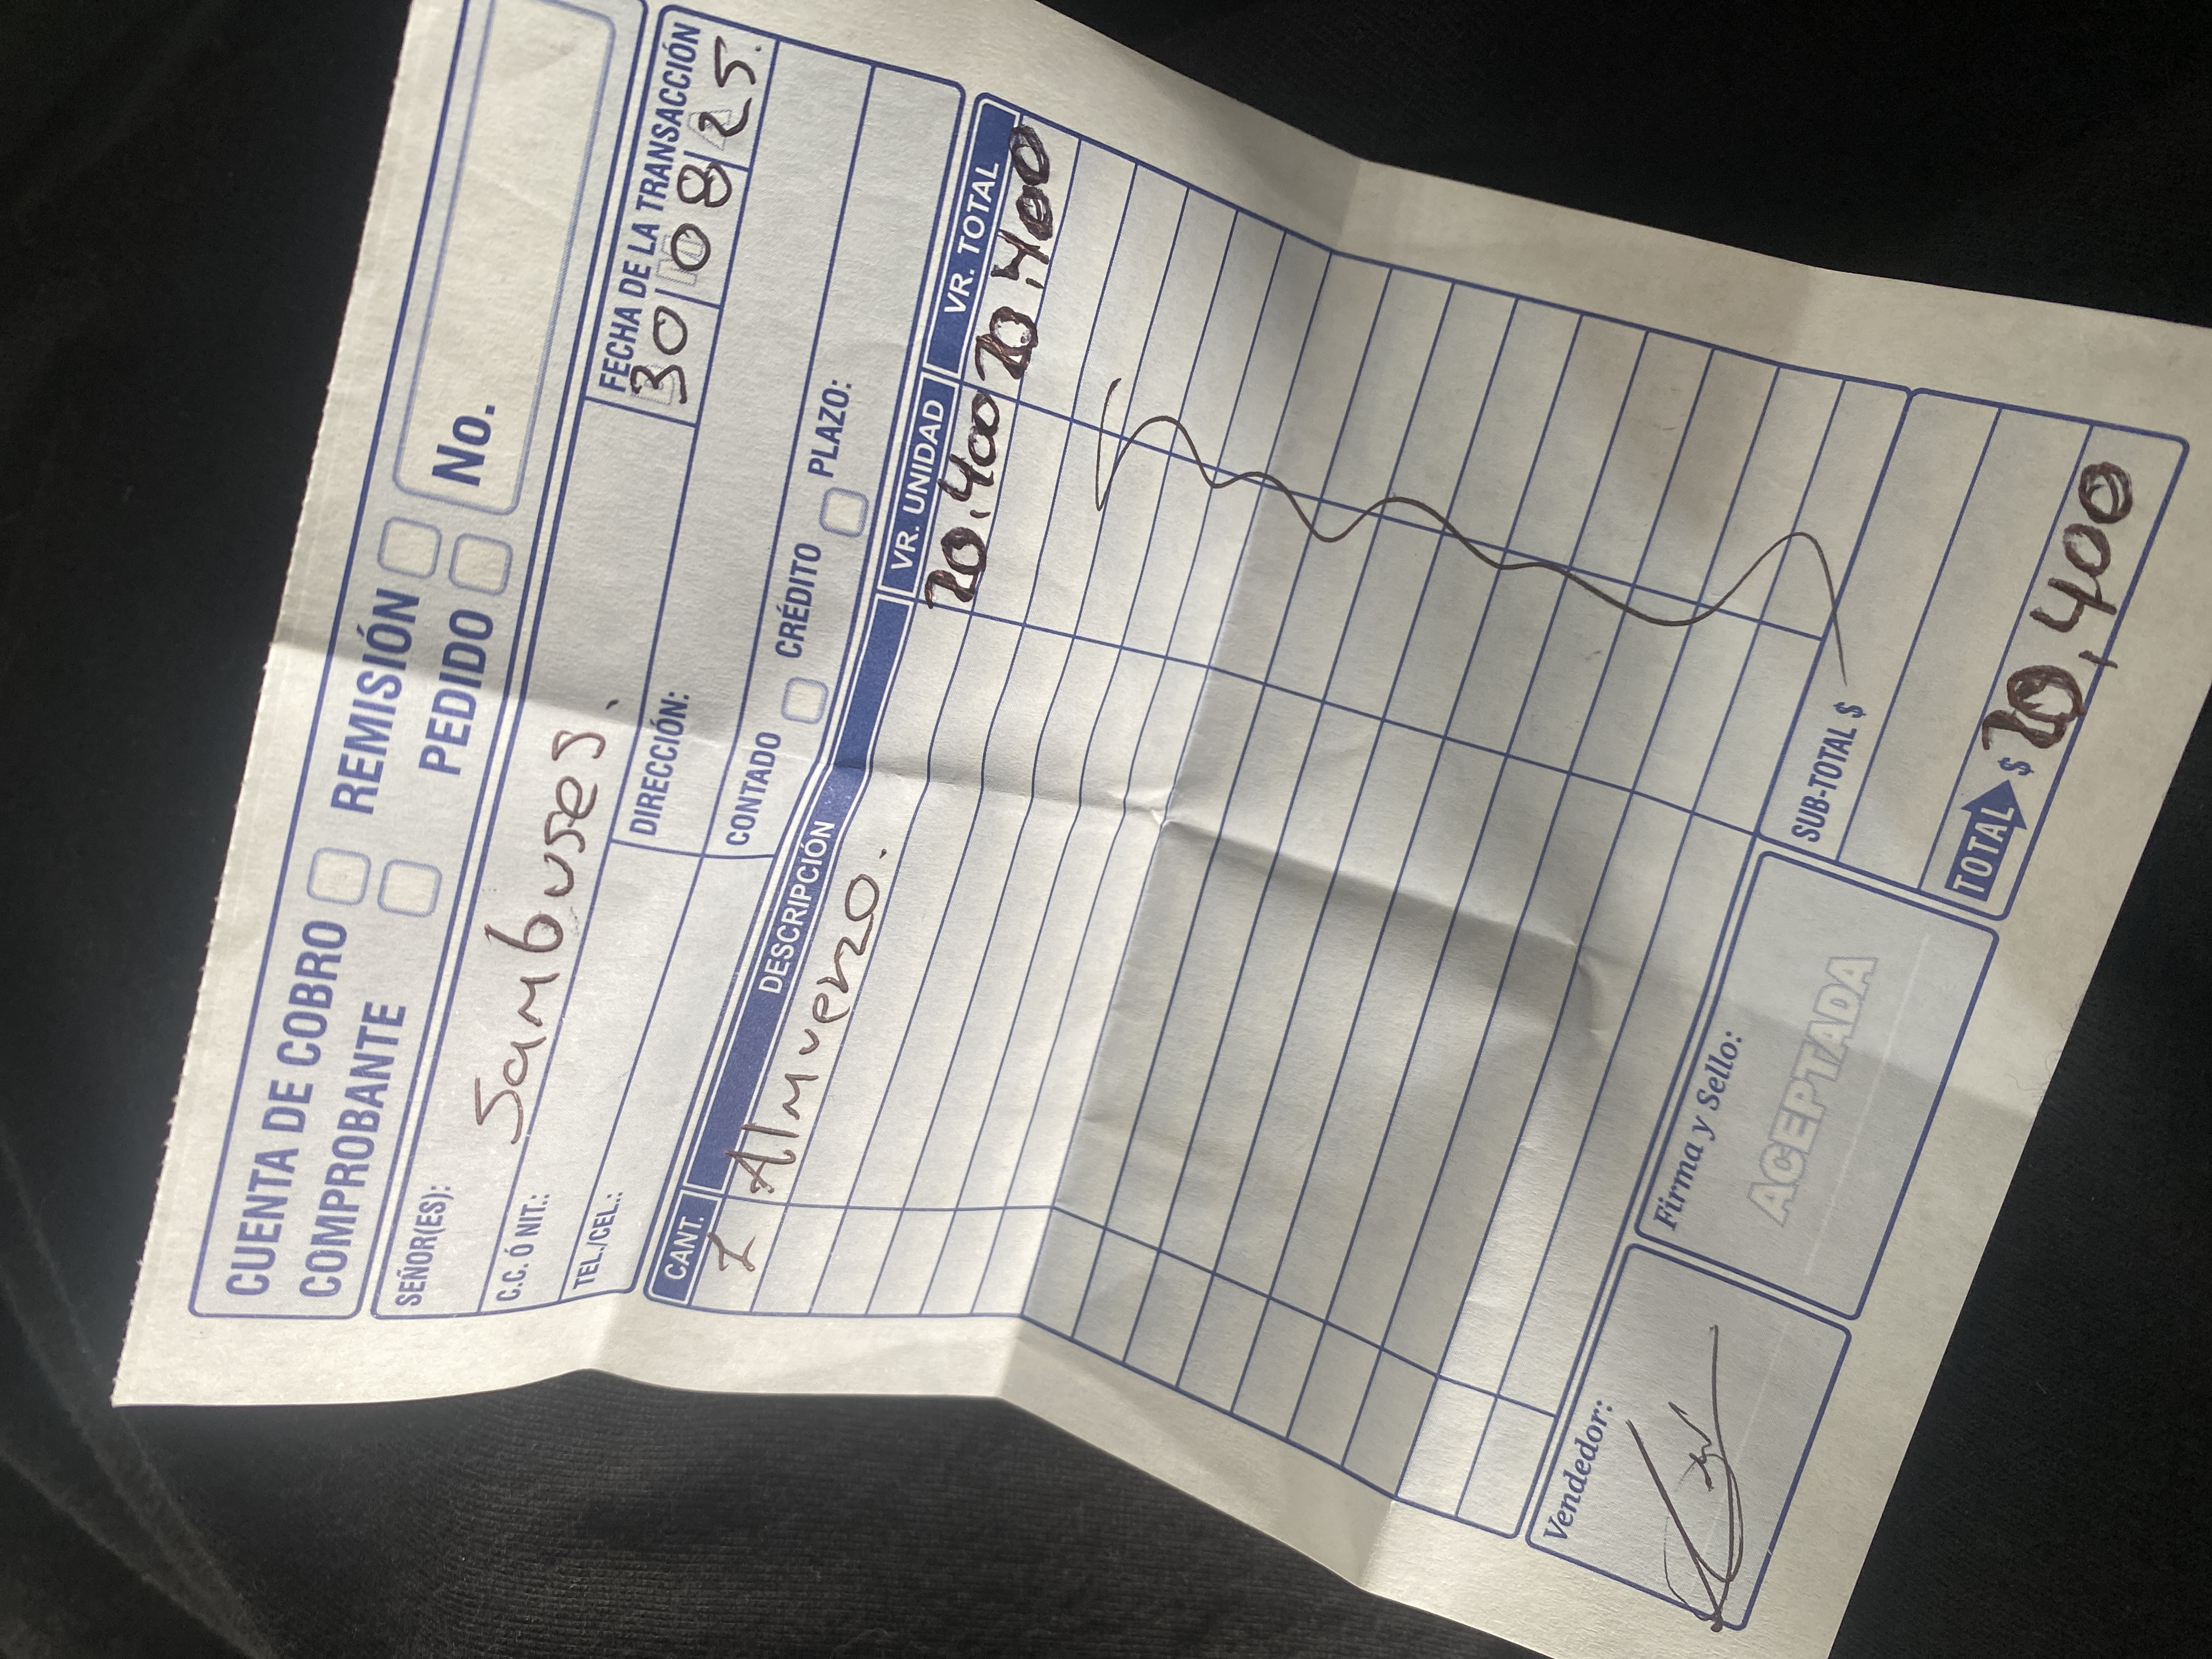 CUENTA DE COBRO REMISIÓN
COMPROBANTE PEDIDO No.
SEÑOR(ES): Sambuses.
FECHA DE LA TRANSACCIÓN
30 08 25.
C.C. Ó NIT.: DIRECCIÓN:
TEL./CEL.: CONTADO CRÉDITO PLAZO:
CANT. DESCRIPCIÓN VR. UNIDAD VR. TOTAL
1 Almuerzo. 20.400 20.400
SUB-TOTAL $
Vendedor: Firma y Sello:
ACEPTADA
TOTAL $ 20,400